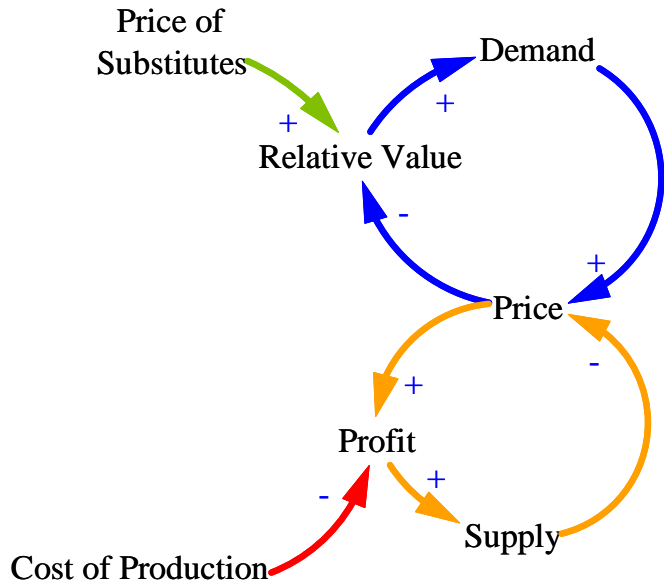 Price of
Substitutes
Demand
+
+
Relative Value
-
+
Price
-
+
Profit
+
-
Supply
Cost of Production